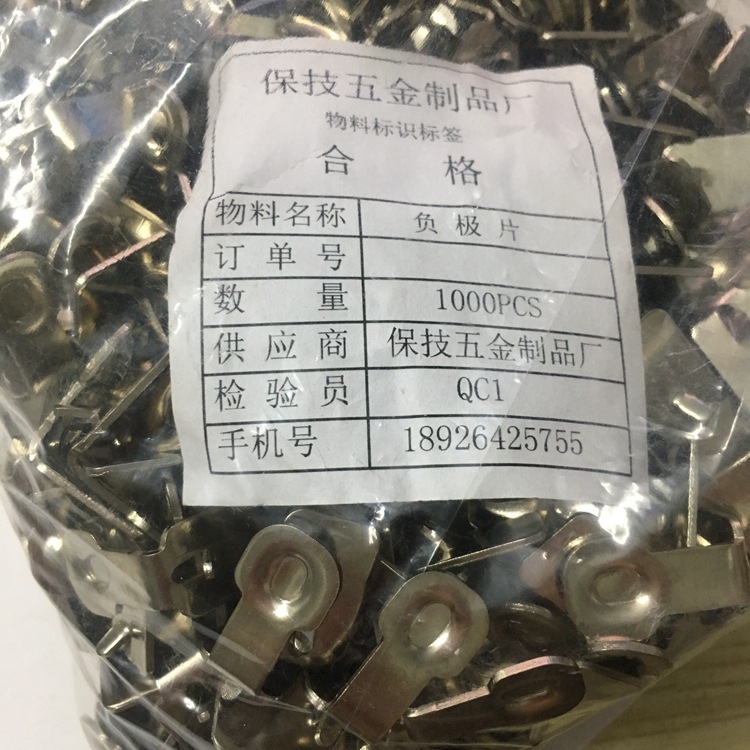 保技五金制品厂
物料标识标签
合 格
物料名称 负极片
订单号
数量 1000PCS
供应商 保技五金制品厂
检验员 QC1
手机号 18926425755